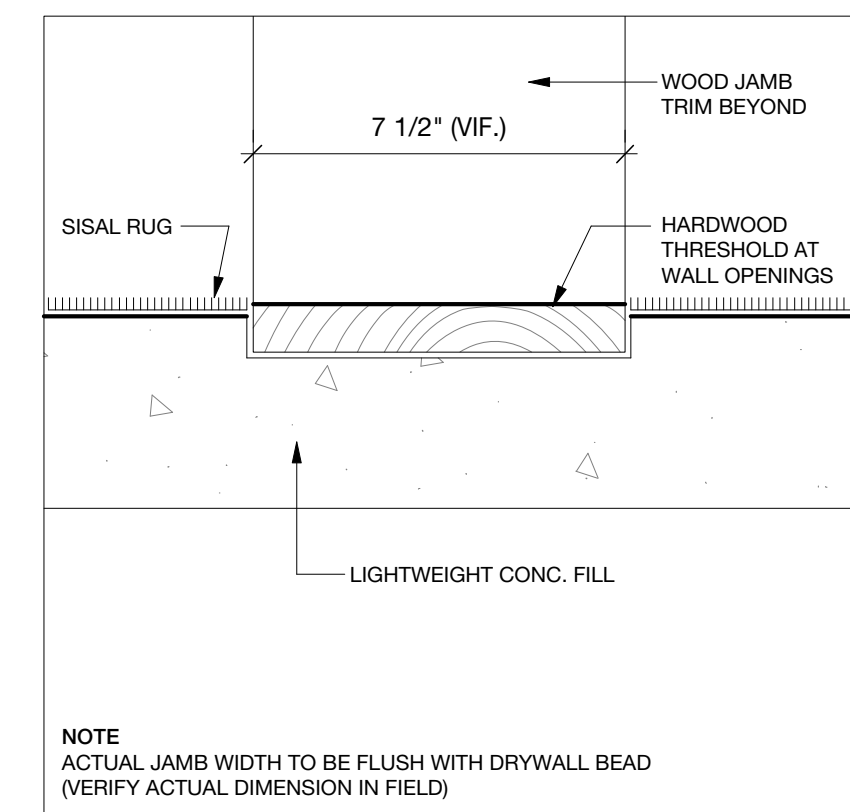 WOOD JAMB
TRIM BEYOND
7 1/2" (VIF.)
SISAL RUG
HARDWOOD
THRESHOLD AT
WALL OPENINGS
LIGHTWEIGHT CONC. FILL
NOTE
ACTUAL JAMB WIDTH TO BE FLUSH WITH DRYWALL BEAD
(VERIFY ACTUAL DIMENSION IN FIELD)